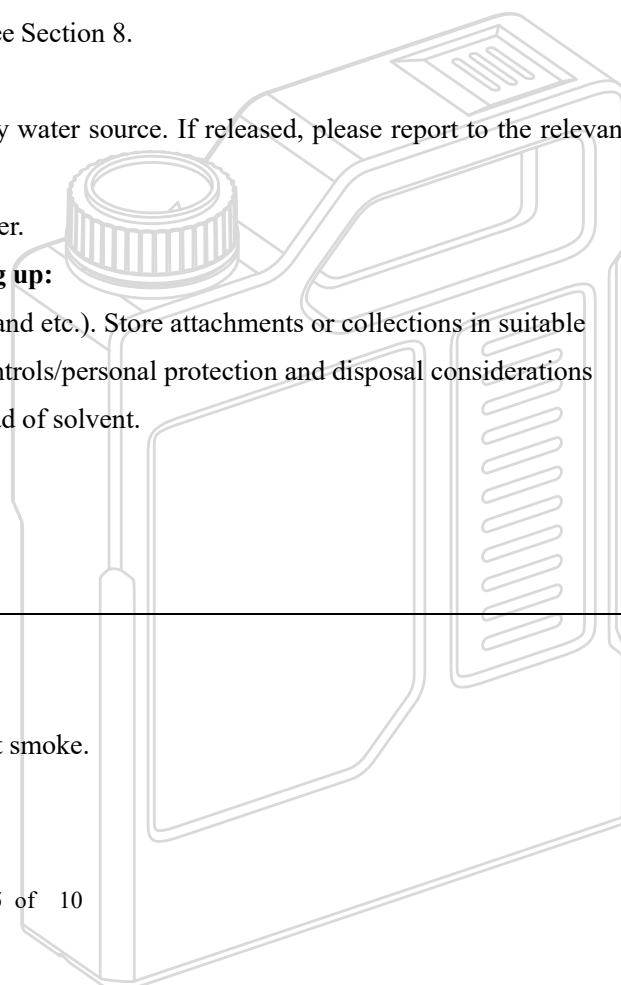 ee Section 8.
y water source. If released, please report to the relevan
er.
g up:
and etc.). Store attachments or collections in suitable
ntrols/personal protection and disposal considerations
ad of solvent.
t smoke.
of 10